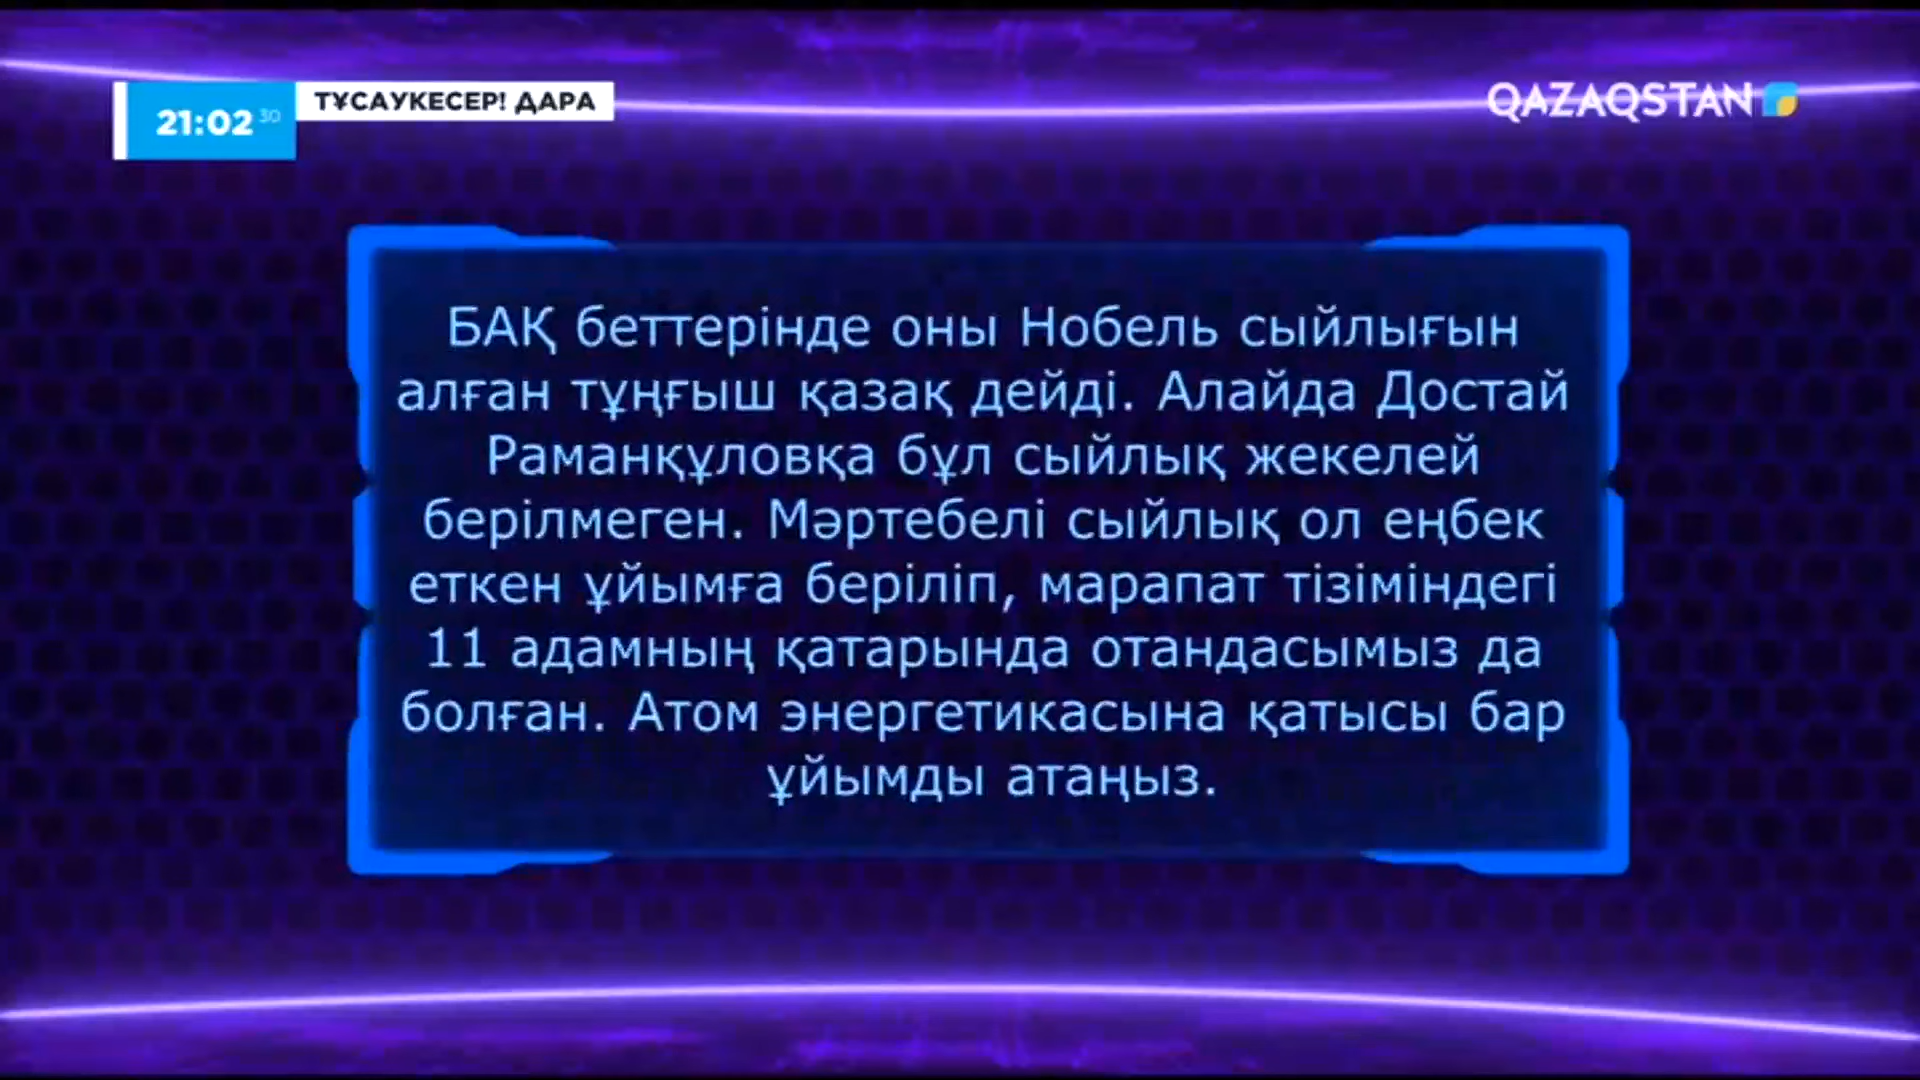 21:02 30
ТҰСАУКЕСЕР! ДАРА
QAZAQSTAN
БАҚ беттерінде оны Нобель сыйлығын
алған тұңғыш қазақ дейді. Алайда Достай
Раманқұловқа бұл сыйлық жекелей
берілмеген. Мәртебелі сыйлық ол еңбек
еткен ұйымға беріліп, марапат тізіміндегі
11 адамның қатарында отандасымыз да
болған. Атом энергетикасына қатысы бар
ұйымды атаңыз.